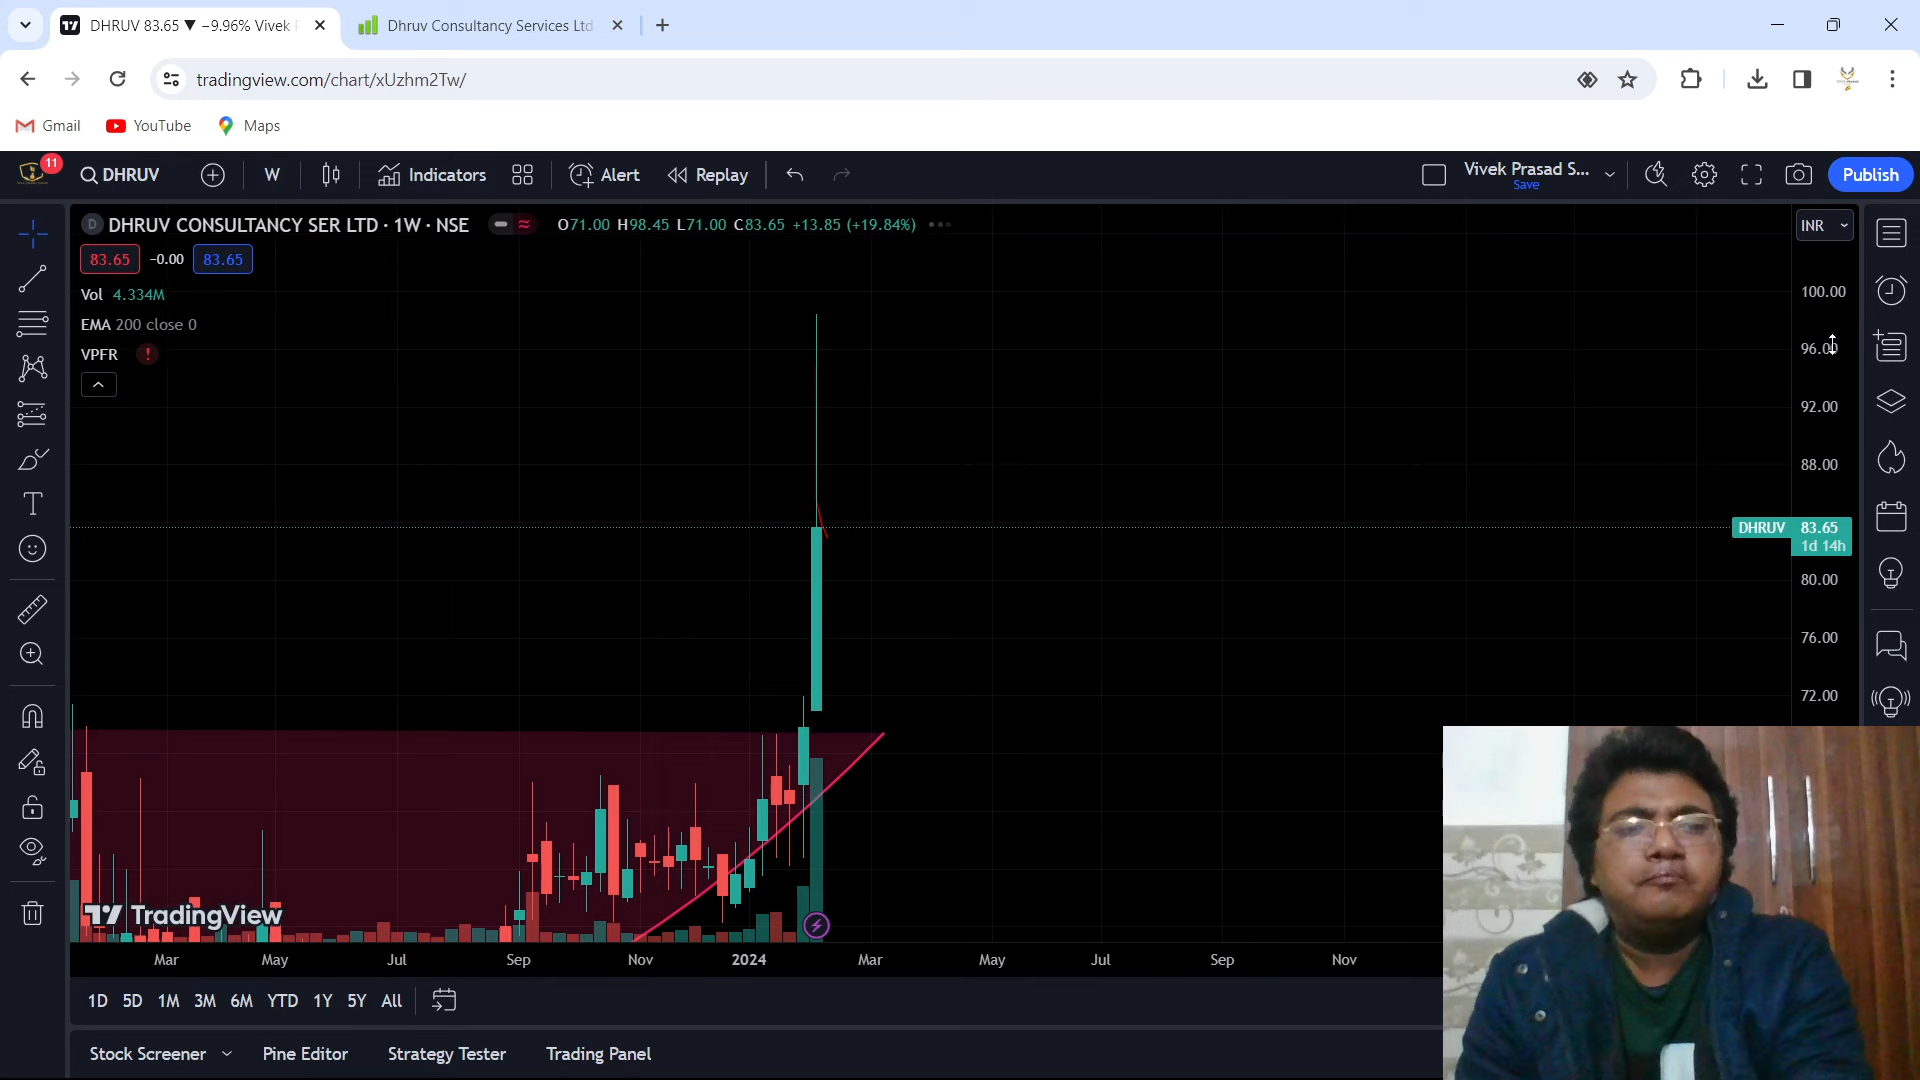 DHRUV 83.65 ▼ −9.96% Vivek
Dhruv Consultancy Services Ltd
tradingview.com/chart/xUzhm2Tw/
Gmail
YouTube
Maps
11
DHRUV
W
Indicators
Alert
Replay
Vivek Prasad S...
Save
Publish
D DHRUV CONSULTANCY SER LTD · 1W · NSE
O71.00 H98.45 L71.00 C83.65 +13.85 (+19.84%)
INR
83.65 −0.00 83.65
Vol 4.334M
EMA 200 close 0
VPFR !
100.00
96.00
92.00
88.00
DHRUV 83.65
1d 14h
80.00
76.00
72.00
TradingView
Mar May Jul Sep Nov 2024 Mar May Jul Sep Nov
1D 5D 1M 3M 6M YTD 1Y 5Y All
Stock Screener Pine Editor Strategy Tester Trading Panel